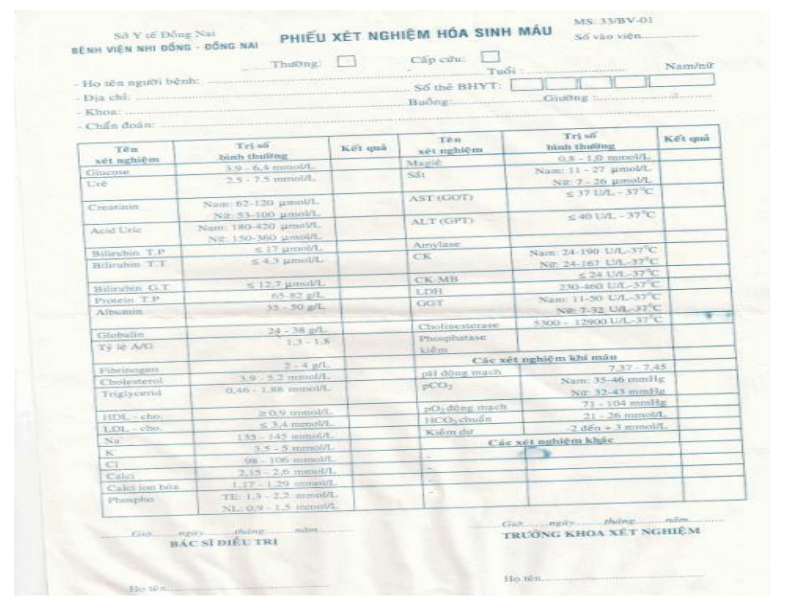 Sở Y tế Đồng Nai
BỆNH VIỆN NHI ĐỒNG - ĐỒNG NAI
PHIẾU XÉT NGHIỆM HÓA SINH MÁU
MS: 33/BV-01
Số vào viện
Thường: Cấp cứu:
- Họ tên người bệnh: Tuổi : Nam/nữ
- Địa chỉ: Số thẻ BHYT:
- Khoa: Buồng: Giường :
- Chẩn đoán:
Tên xét nghiệm Trị số bình thường Kết quả Tên xét nghiệm Trị số bình thường Kết quả
Glucose 3.9 - 6,4 mmol/L
Urê 2.5 - 7.5 mmol/L
Creatinin Nam: 62-120 μmol/L
Nữ: 53-100 μmol/L
Acid Uric Nam: 180-420 μmol/L
Nữ: 150-360 μmol/L
Bilirubin T.P ≤ 17 μmol/L
Bilirubin T.T ≤ 4,3 μmol/L
Bilirubin G.T ≤ 12,7 μmol/L
Protein T.P 65-82 g/L
Albumin 35 - 50 g/L
Globulin 24 - 38 g/L
Tỷ lệ A/G 1,3 - 1,8
Fibrinogen 2 - 4 g/L
Cholesterol 3,9 - 5,2 mmol/L
Triglycerid 0,46 - 1,88 mmol/L
HDL - cho. ≥ 0,9 mmol/L
LDL - cho. ≤ 3,4 mmol/L
Na⁺ 135 - 145 mmol/L
K 3,5 - 5 mmol/L
Cl 98 - 106 mmol/L
Calci 2,15 - 2,6 mmol/L
Calci ion hóa 1,17 - 1,29 mmol/L
Phospho TE: 1,3 - 2,2 mmol/L
NL: 0,9 - 1,5 mmol/L
Magiê 0,8 - 1,0 mmol/L
Sắt Nam: 11 - 27 μmol/L
Nữ: 7 - 26 μmol/L
AST (GOT) ≤ 37 U/L - 37°C
ALT (GPT) ≤ 40 U/L - 37°C
Amylase
CK Nam: 24-190 U/L-37°C
Nữ: 24-167 U/L-37°C
CK-MB ≤ 24 U/L-37°C
LDH 230-460 U/L-37°C
GGT Nam: 11-50 U/L-37°C
Nữ: 7-32 U/L-37°C
Cholinesterase 5300 - 12900 U/L-37°C
Phosphatase
kiềm
Các xét nghiệm khí máu
pH động mạch 7,37 - 7,45
pCO₂ Nam: 35-46 mmHg
Nữ: 32-43 mmHg
pO₂ động mạch 71 - 104 mmHg
HCO₃ chuẩn 21 - 26 mmol/L
Kiềm dư -2 đến + 3 mmol/L
Các xét nghiệm khác
-
-
-
-
Giờ ngày tháng năm
BÁC SĨ ĐIỀU TRỊ
Họ tên
Giờ ngày tháng năm
TRƯỞNG KHOA XÉT NGHIỆM
Họ tên